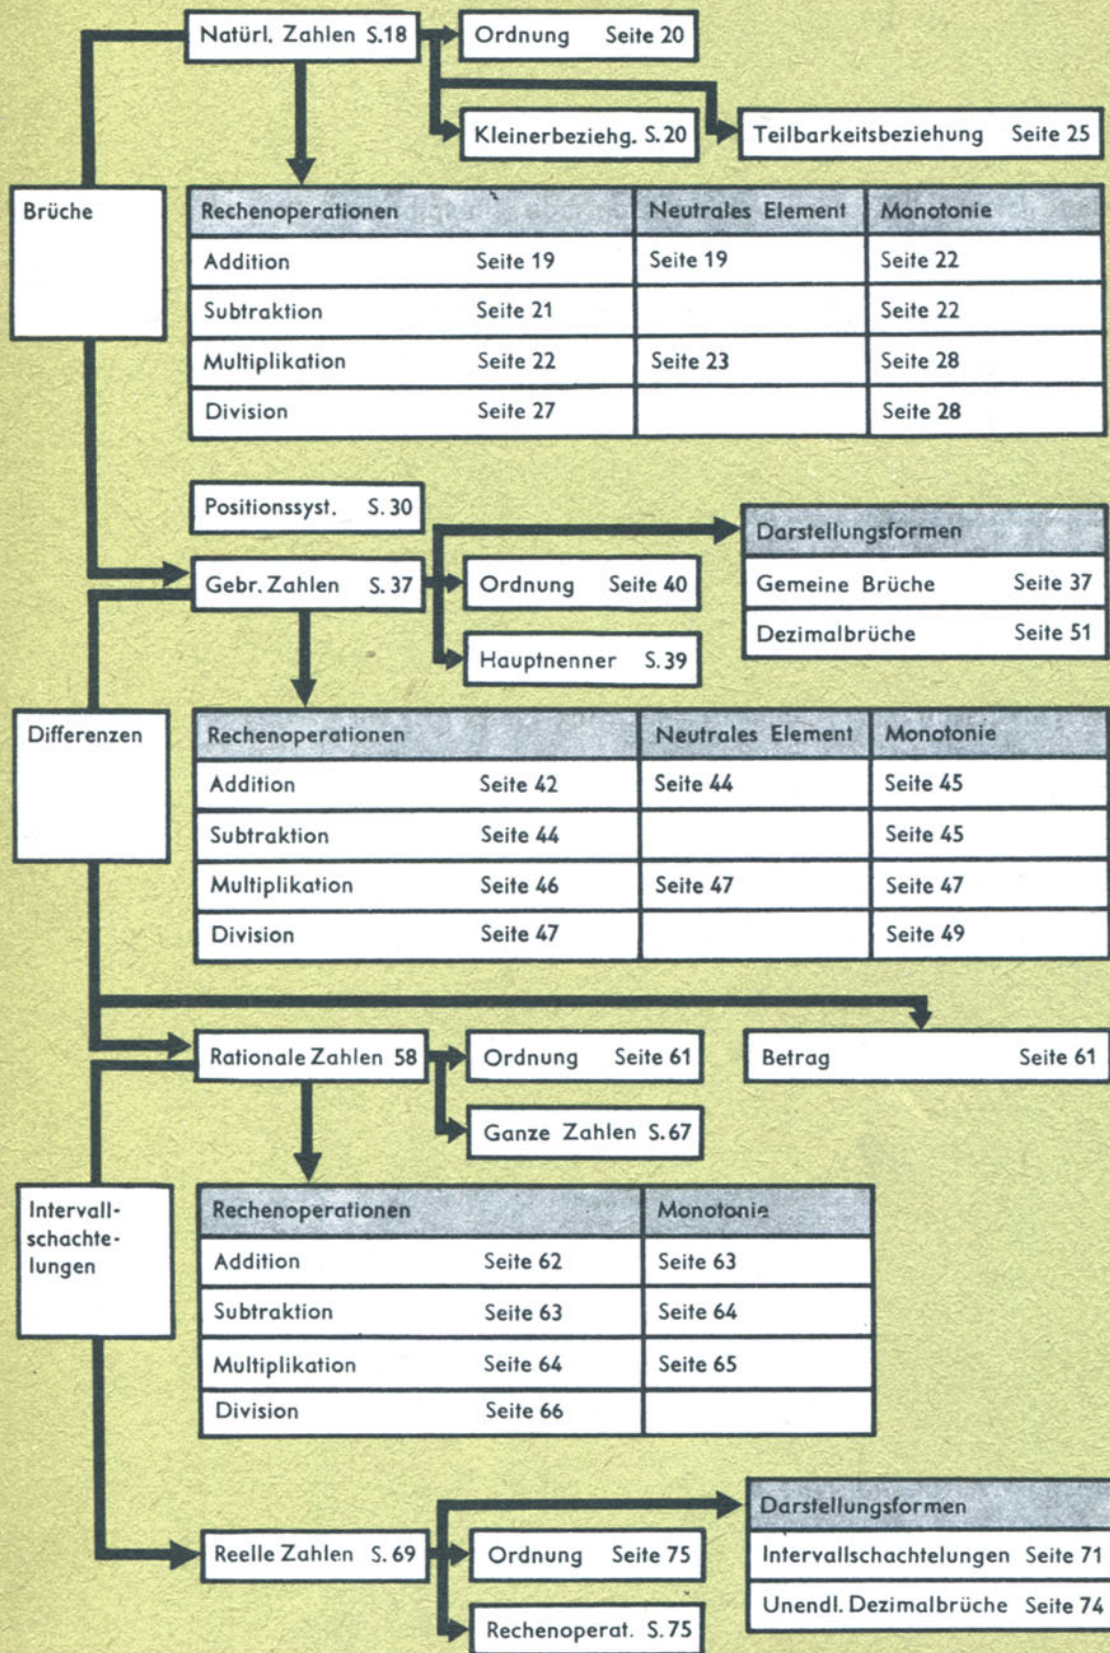 Natürl. Zahlen S.18 Ordnung Seite 20
Kleinerbeziehg. S.20 Teilbarkeitsbeziehung Seite 25
Brüche
Rechenoperationen Neutrales Element Monotonie
Addition Seite 19 Seite 19 Seite 22
Subtraktion Seite 21 Seite 22
Multiplikation Seite 22 Seite 23 Seite 28
Division Seite 27 Seite 28
Positionssyst. S. 30
Darstellungsformen
Gebr. Zahlen S. 37 Ordnung Seite 40 Gemeine Brüche Seite 37
Dezimalbrüche Seite 51
Hauptnenner S. 39
Differenzen
Rechenoperationen Neutrales Element Monotonie
Addition Seite 42 Seite 44 Seite 45
Subtraktion Seite 44 Seite 45
Multiplikation Seite 46 Seite 47 Seite 47
Division Seite 47 Seite 49
Rationale Zahlen 58 Ordnung Seite 61 Betrag Seite 61
Ganze Zahlen S. 67
Intervall-
schachte-
lungen
Rechenoperationen Monotonie
Addition Seite 62 Seite 63
Subtraktion Seite 63 Seite 64
Multiplikation Seite 64 Seite 65
Division Seite 66
Darstellungsformen
Reelle Zahlen S. 69 Ordnung Seite 75 Intervallschachtelungen Seite 71
Unendl. Dezimalbrüche Seite 74
Rechenoperat. S. 75